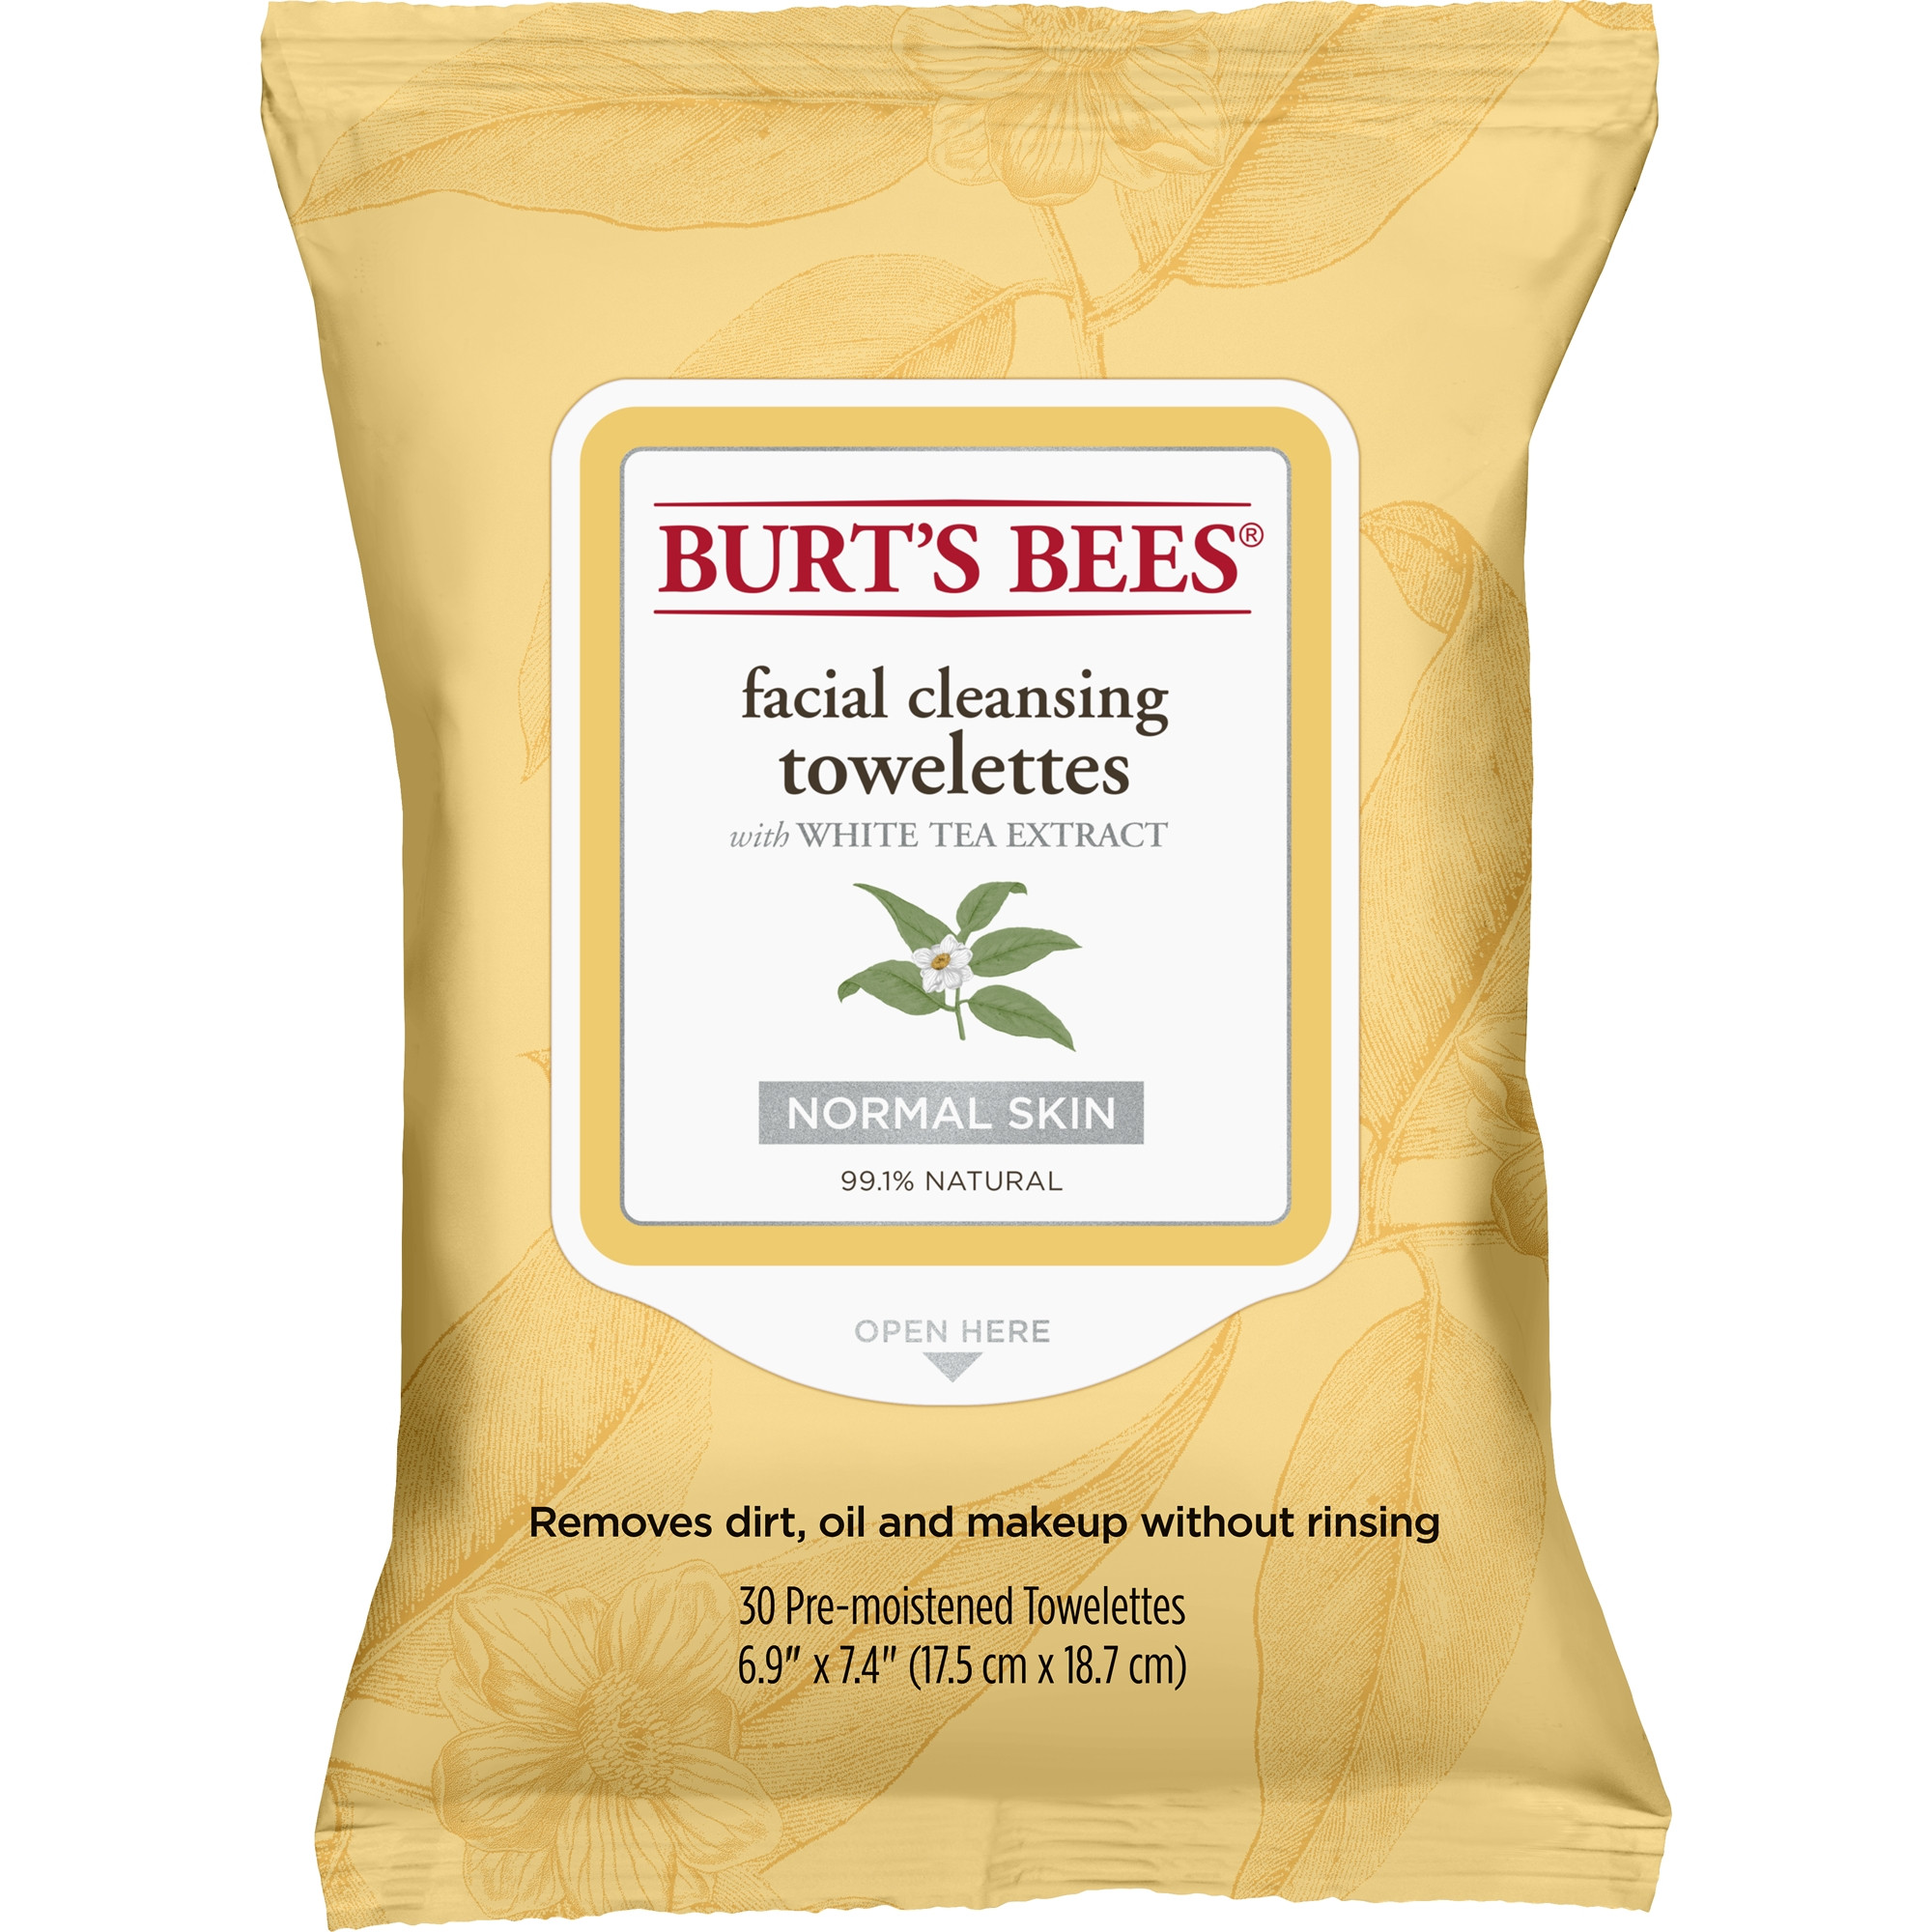 BURT'S BEES®
facial cleansing
towelettes
with WHITE TEA EXTRACT
NORMAL SKIN
99.1% NATURAL
OPEN HERE
Removes dirt, oil and makeup without rinsing
30 Pre-moistened Towelettes
6.9" x 7.4" (17.5 cm x 18.7 cm)